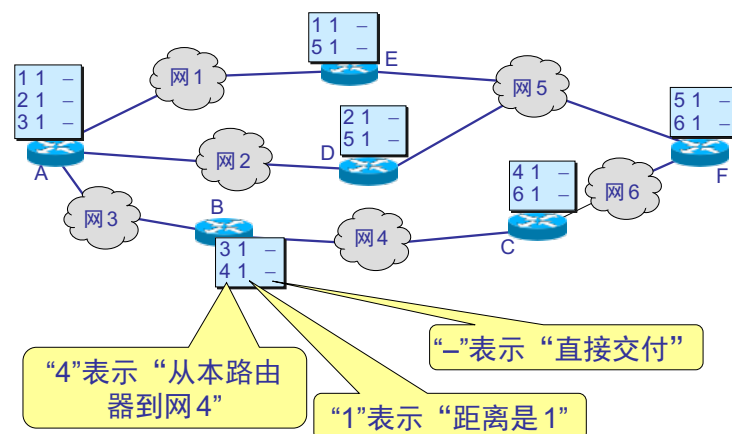 1 1 –
5 1 –
E
网1
网5
1 1 –
2 1 –
3 1 –
A
2 1 –
5 1 –
D
网2
5 1 –
6 1 –
F
4 1 –
6 1 –
C
网6
网3
B
网4
3 1 –
4 1 –
“–”表示“直接交付”
“4”表示“从本路由
器到网4”
“1”表示“距离是1”